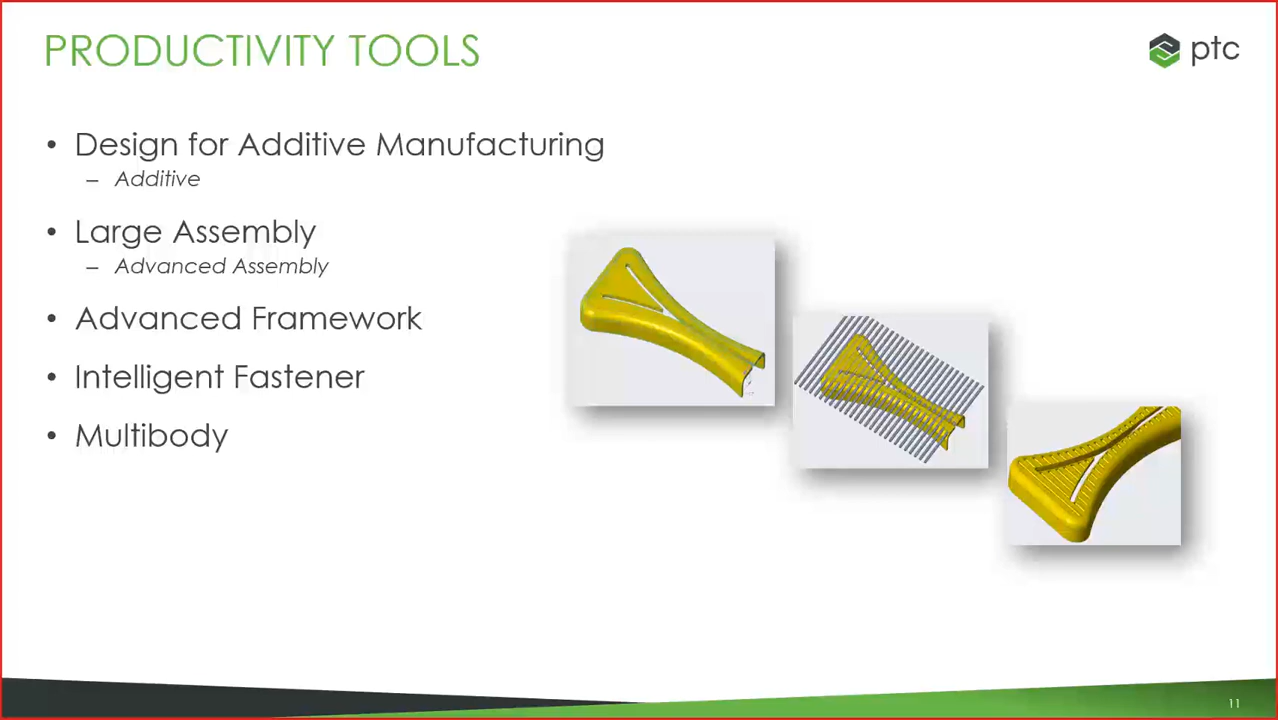 PRODUCTIVITY TOOLS
ptc
• Design for Additive Manufacturing
– Additive
• Large Assembly
– Advanced Assembly
• Advanced Framework
• Intelligent Fastener
• Multibody
11